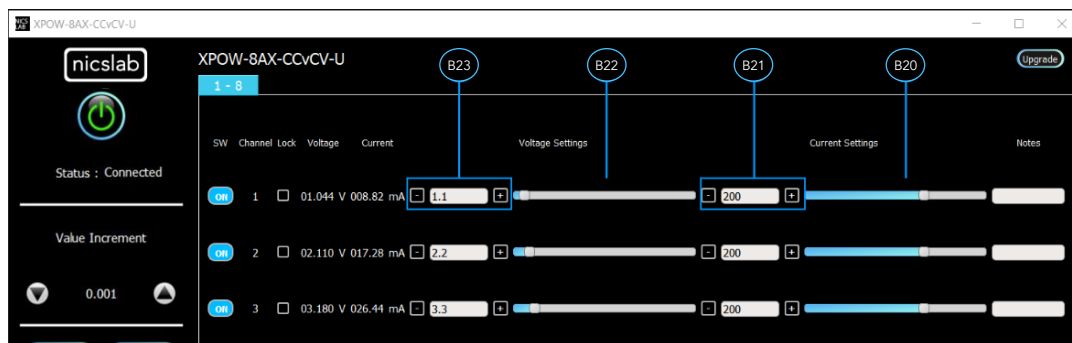 NICS LAB XPOW-8AX-CCvCV-U
nicslab
XPOW-8AX-CCvCV-U
B23 B22 B21 B20
Upgrade
1 - 8
SW Channel Lock Voltage Current Voltage Settings Current Settings Notes
Status : Connected
ON 1 01.044 V 008.82 mA - 1.1 + - 200 +
Value Increment
ON 2 02.110 V 017.28 mA - 2.2 + - 200 +
0.001
ON 3 03.180 V 026.44 mA - 3.3 + - 200 +